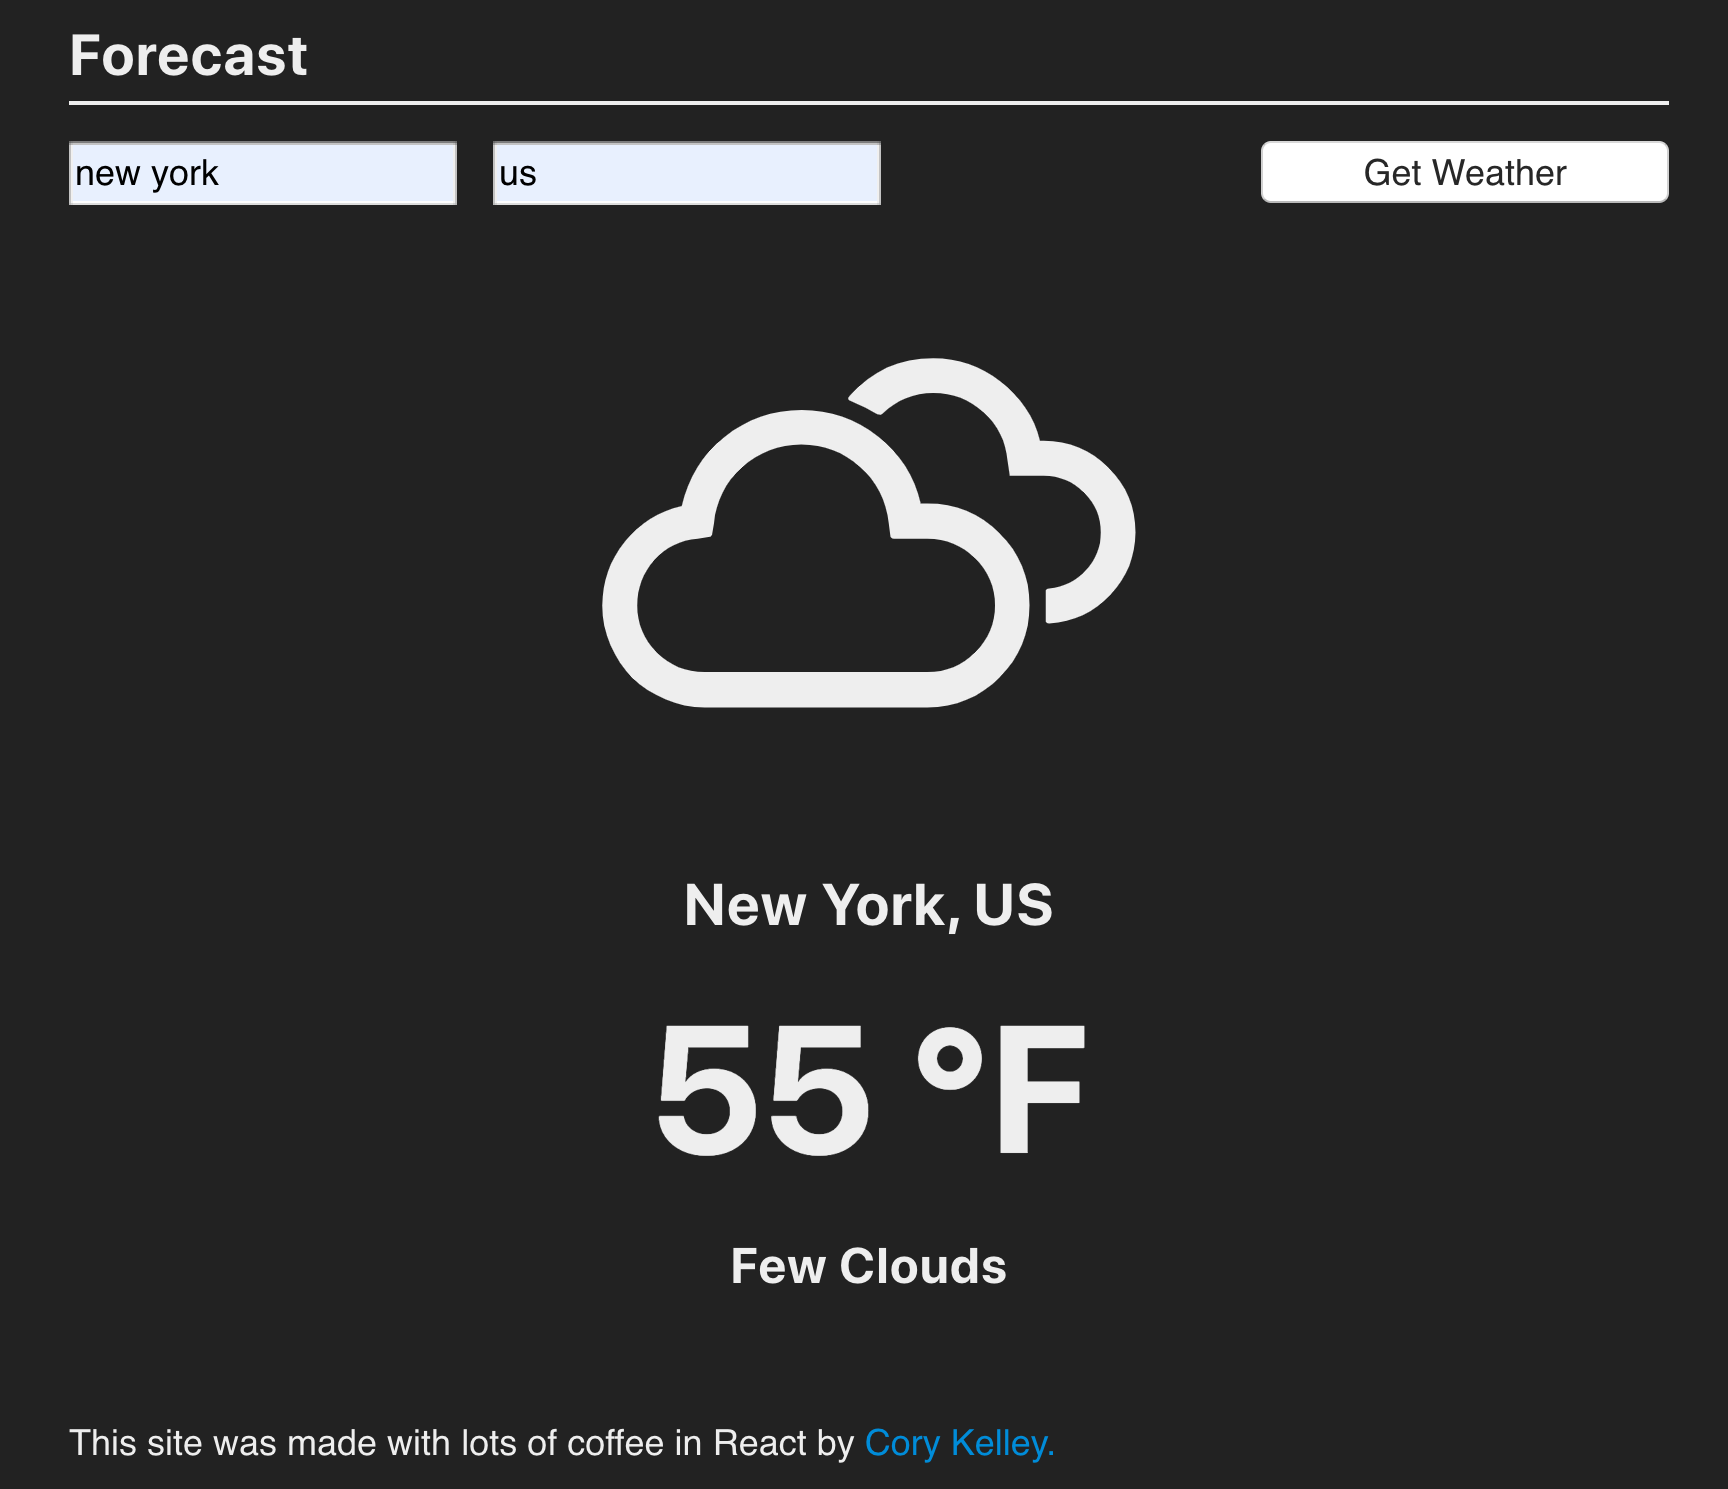 Forecast
new york
us
Get Weather
New York, US
55 °F
Few Clouds
This site was made with lots of coffee in React by Cory Kelley.